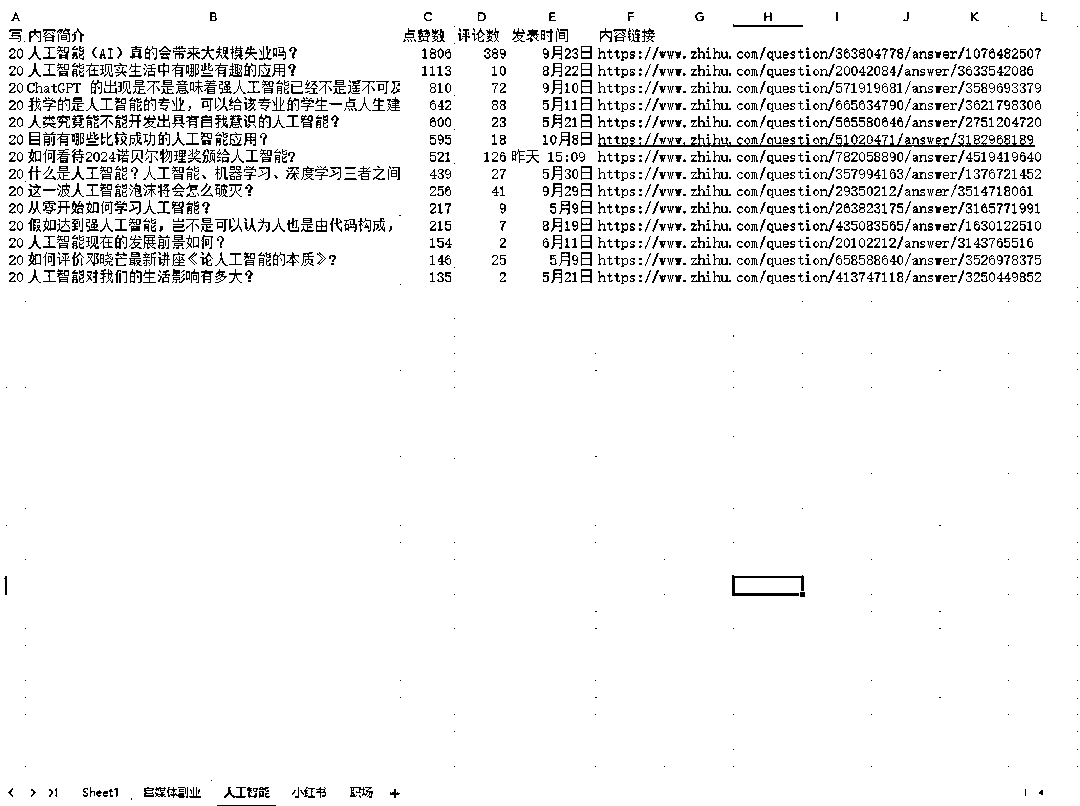 A B C D E F G H I J K L
写 内容简介 点赞数 评论数 发表时间 内容链接
20 人工智能（AI）真的会带来大规模失业吗？ 1806 389 9月23日 https://www.zhihu.com/question/363804778/answer/1076482507
20 人工智能在现实生活中有哪些有趣的应用？ 1113 10 8月22日 https://www.zhihu.com/question/20042084/answer/3633542086
20 ChatGPT 的出现是不是意味着强人工智能已经不是遥不可及 810 72 9月10日 https://www.zhihu.com/question/571919681/answer/3589693379
20 我学的是人工智能的专业，可以给该专业的学生一点人生建 642 88 5月11日 https://www.zhihu.com/question/665634790/answer/3621798306
20 人类究竟能不能开发出具有自我意识的人工智能？ 600 23 5月21日 https://www.zhihu.com/question/565580646/answer/2751204720
20 目前有哪些比较成功的人工智能应用？ 595 18 10月8日 https://www.zhihu.com/question/51020471/answer/3182968189
20 如何看待2024诺贝尔物理奖颁给人工智能？ 521 126 昨天 15:09 https://www.zhihu.com/question/782058890/answer/4519419640
20 什么是人工智能？人工智能、机器学习、深度学习三者之间 439 27 5月30日 https://www.zhihu.com/question/357994163/answer/1376721452
20 这一波人工智能泡沫将会怎么破灭？ 256 41 9月29日 https://www.zhihu.com/question/29350212/answer/3514718061
20 从零开始如何学习人工智能？ 217 9 5月9日 https://www.zhihu.com/question/263823175/answer/3165771991
20 假如达到强人工智能，岂不是可以认为人也是由代码构成， 215 7 8月19日 https://www.zhihu.com/question/435083565/answer/1630122510
20 人工智能现在的发展前景如何？ 154 2 6月11日 https://www.zhihu.com/question/20102212/answer/3143765516
20 如何评价邓晓芒最新讲座《论人工智能的本质》？ 146 25 5月9日 https://www.zhihu.com/question/658588640/answer/3526978375
20 人工智能对我们的生活影响有多大？ 135 2 5月21日 https://www.zhihu.com/question/413747118/answer/3250449852
Sheet1 自媒体副业 人工智能 小红书 职场 +